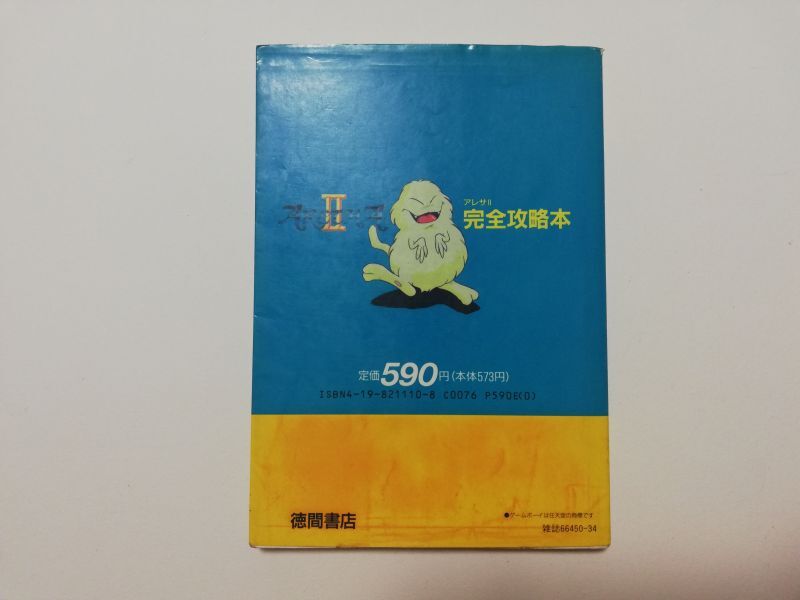 ARETHA II
アレサII
完全攻略本
定価590円(本体573円)
ISBN4-19-821110-8 C0076 P590E(0)
徳間書店
●ゲームボーイは任天堂の商標です
雑誌66450-34